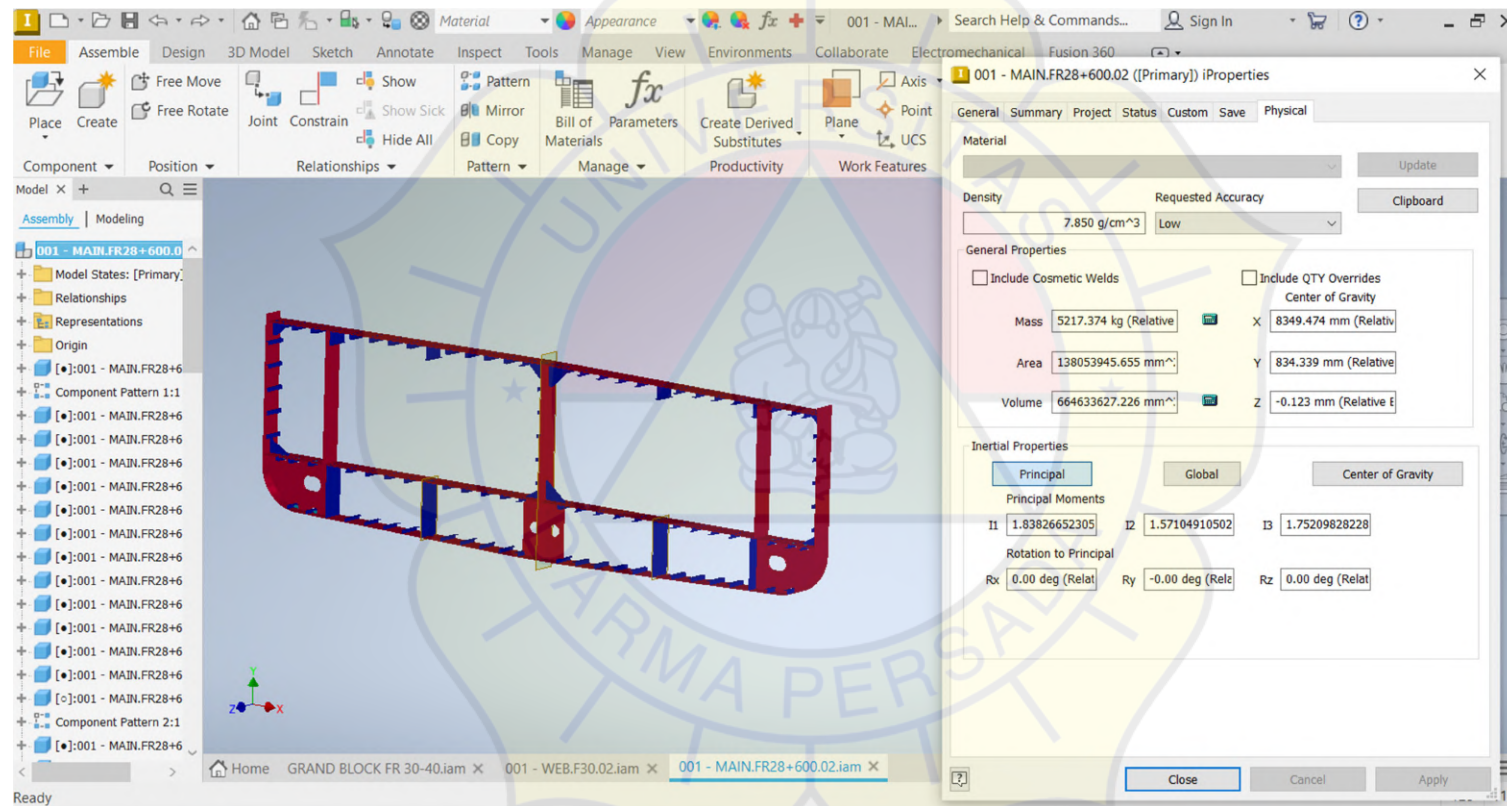 Material
Appearance
fx
001 - MAI...
Search Help & Commands...
Sign In
File Assemble Design 3D Model Sketch Annotate Inspect Tools Manage View Environments Collaborate Electromechanical Fusion 360
Place
Create
Free Move
Free Rotate
Component
Position
Joint
Constrain
Show
Show Sick
Hide All
Relationships
Pattern
Mirror
Copy
Pattern
Bill of
Materials
fx
Parameters
Manage
Create Derived
Substitutes
Productivity
Plane
Axis
Point
UCS
Work Features
Model × +
Assembly | Modeling
001 - MAIN.FR28+600.0
Model States: [Primary]
Relationships
Representations
Origin
[•]:001 - MAIN.FR28+6
Component Pattern 1:1
[•]:001 - MAIN.FR28+6
[•]:001 - MAIN.FR28+6
[•]:001 - MAIN.FR28+6
[•]:001 - MAIN.FR28+6
[•]:001 - MAIN.FR28+6
[•]:001 - MAIN.FR28+6
[•]:001 - MAIN.FR28+6
[•]:001 - MAIN.FR28+6
[•]:001 - MAIN.FR28+6
[•]:001 - MAIN.FR28+6
[•]:001 - MAIN.FR28+6
[•]:001 - MAIN.FR28+6
[○]:001 - MAIN.FR28+6
Component Pattern 2:1
[•]:001 - MAIN.FR28+6
UNIVERSITAS
DARMA PERSADA
Y
Z
X
Home GRAND BLOCK FR 30-40.iam × 001 - WEB.F30.02.iam × 001 - MAIN.FR28+600.02.iam ×
Ready
001 - MAIN.FR28+600.02 ([Primary]) iProperties
General Summary Project Status Custom Save Physical
Material
Update
Density
Requested Accuracy
Clipboard
7.850 g/cm^3
Low
General Properties
Include Cosmetic Welds
Include QTY Overrides
Center of Gravity
Mass 5217.374 kg (Relative X 8349.474 mm (Relativ
Area 138053945.655 mm^: Y 834.339 mm (Relative
Volume 664633627.226 mm^: Z -0.123 mm (Relative E
Inertial Properties
Principal Global Center of Gravity
Principal Moments
I1 1.83826652305 I2 1.57104910502 I3 1.75209828228
Rotation to Principal
Rx 0.00 deg (Relat Ry -0.00 deg (Rela Rz 0.00 deg (Relat
Close Cancel Apply